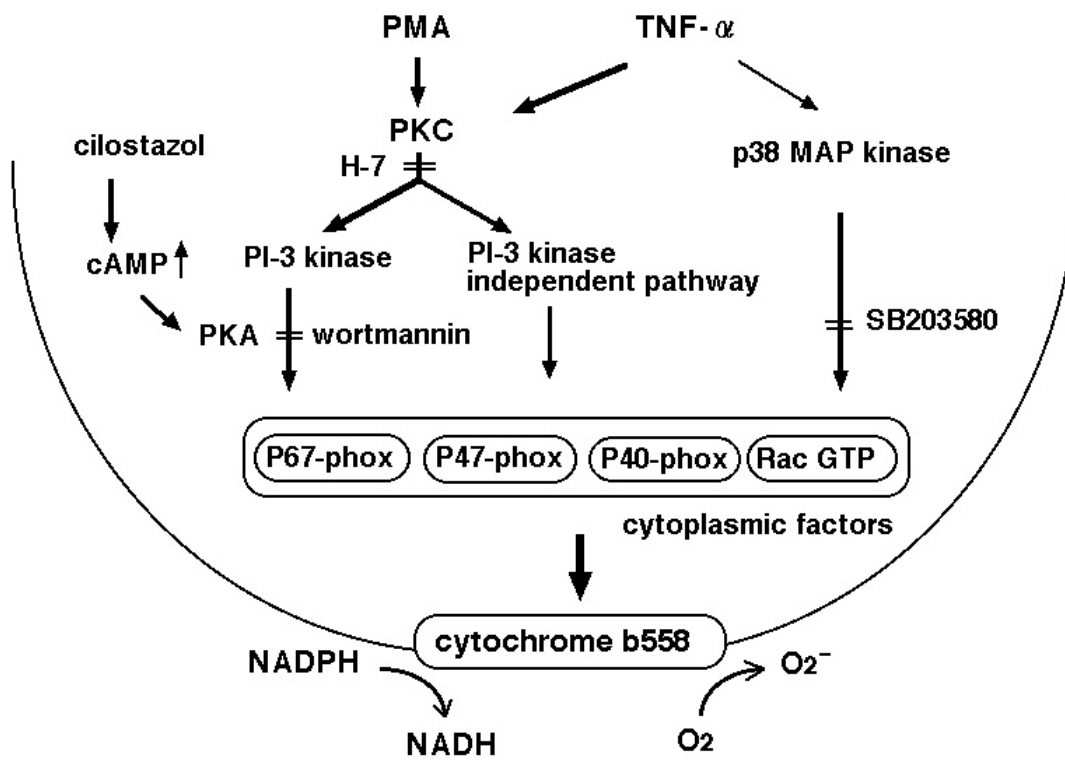 PMA
TNF-α
PKC
cilostazol
H-7
p38 MAP kinase
cAMP
PI-3 kinase
PI-3 kinase
independent pathway
PKA
wortmannin
SB203580
P67-phox
P47-phox
P40-phox
Rac GTP
cytoplasmic factors
cytochrome b558
NADPH
O2⁻
NADH
O2